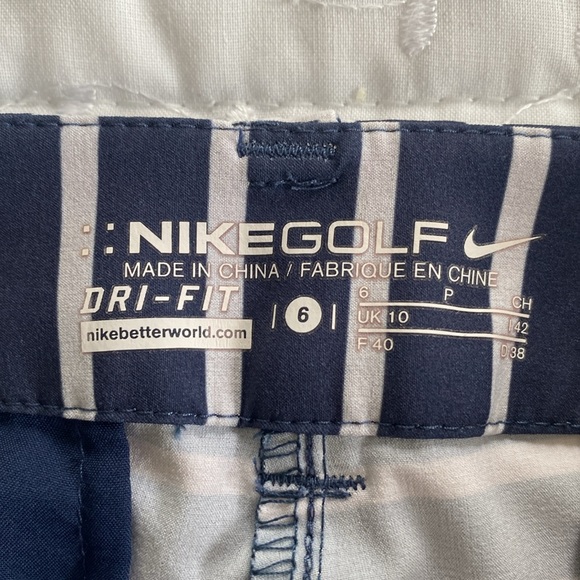 NIKEGOLF
MADE IN CHINA / FABRIQUE EN CHINE
DRI-FIT
nikebetterworld.com
6
6 P CH
UK 10 I 42
F 40 D 38